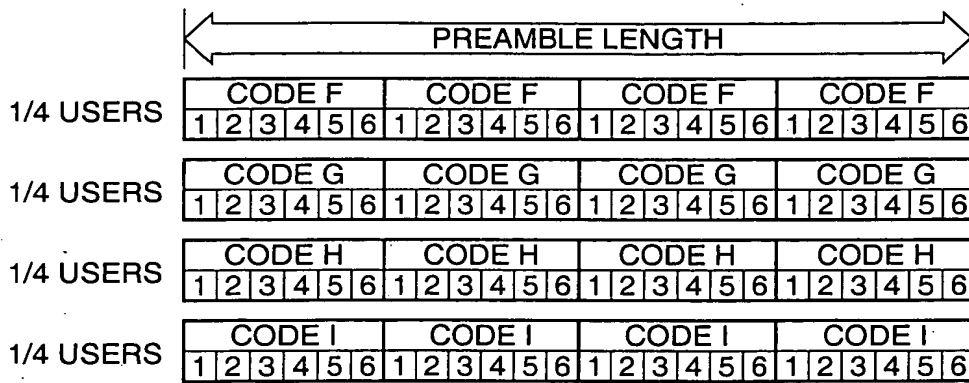 PREAMBLE LENGTH
CODE F CODE F CODE F CODE F
1/4 USERS
1 2 3 4 5 6 1 2 3 4 5 6 1 2 3 4 5 6 1 2 3 4 5 6
CODE G CODE G CODE G CODE G
1/4 USERS
1 2 3 4 5 6 1 2 3 4 5 6 1 2 3 4 5 6 1 2 3 4 5 6
CODE H CODE H CODE H CODE H
1/4 USERS
1 2 3 4 5 6 1 2 3 4 5 6 1 2 3 4 5 6 1 2 3 4 5 6
CODE I CODE I CODE I CODE I
1/4 USERS
1 2 3 4 5 6 1 2 3 4 5 6 1 2 3 4 5 6 1 2 3 4 5 6